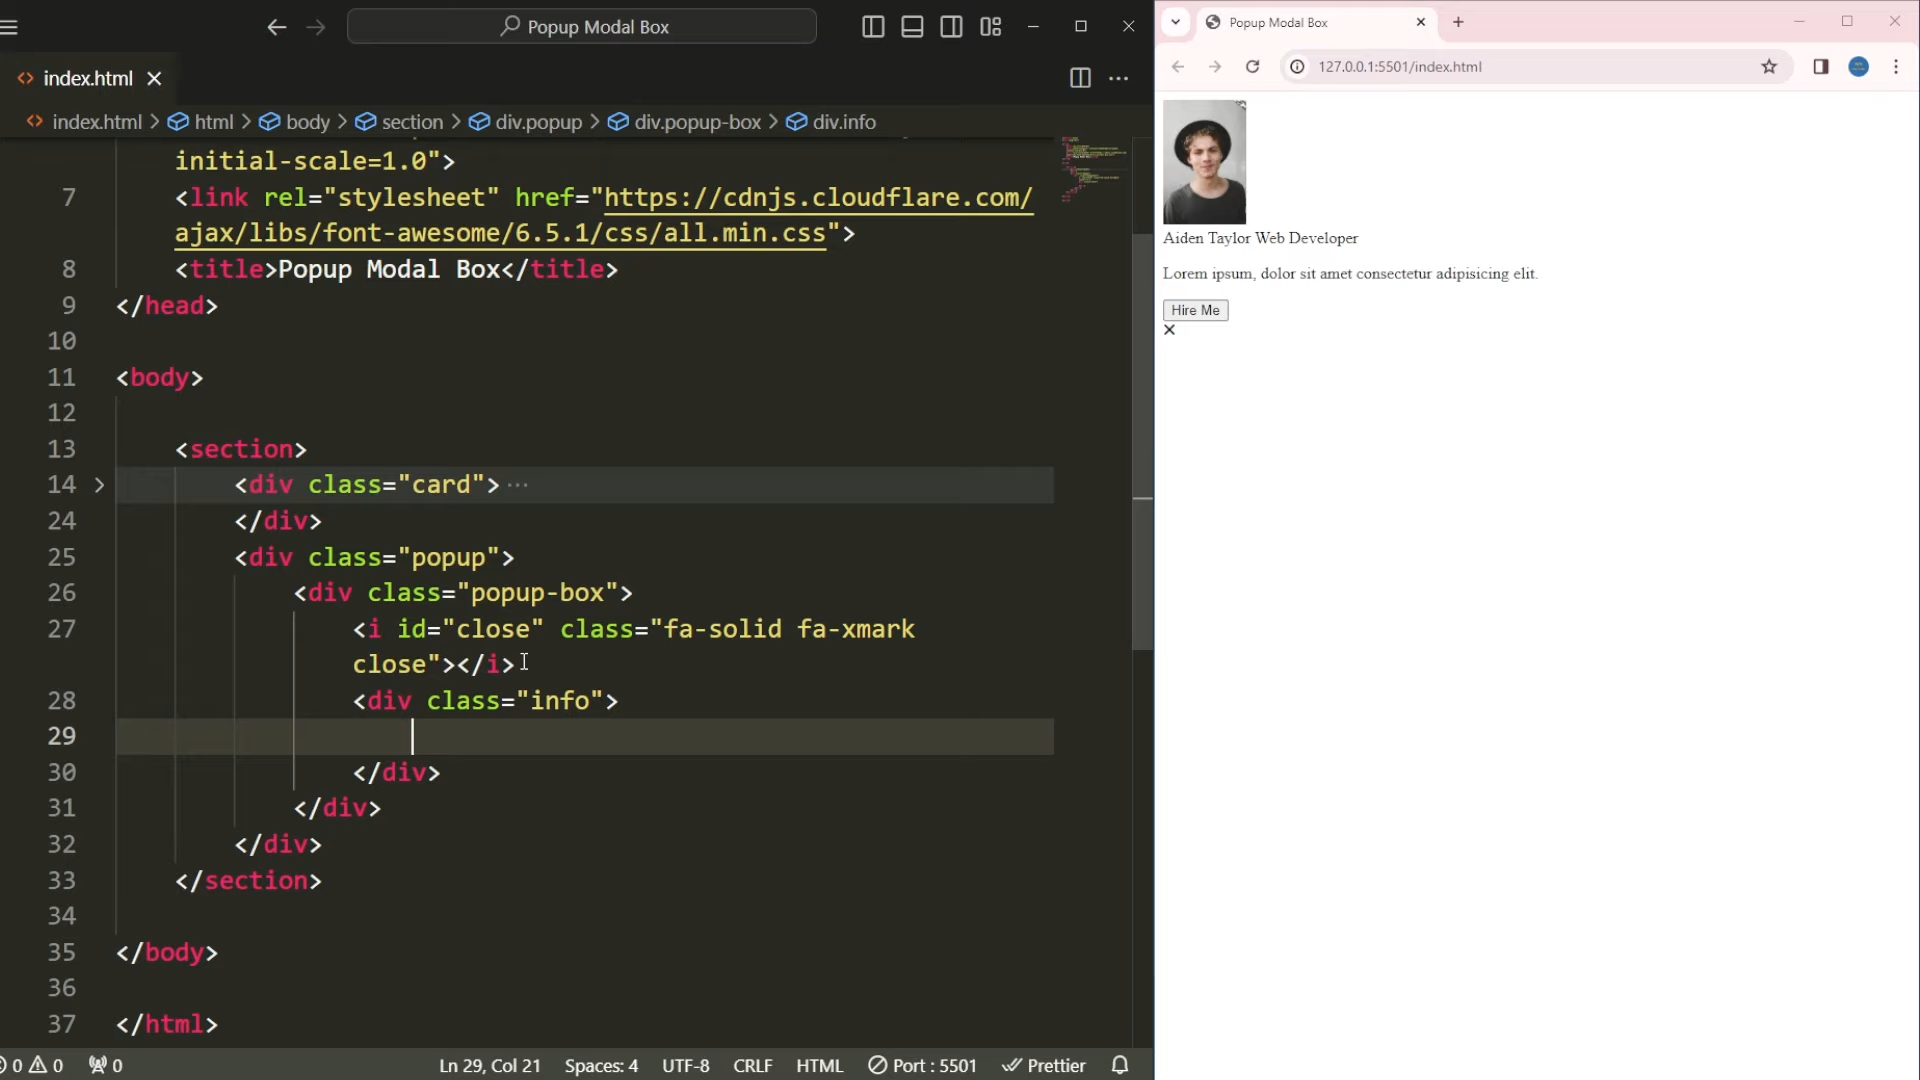 Popup Modal Box
index.html
index.html > html > body > section > div.popup > div.popup-box > div.info
initial-scale=1.0">
7 <link rel="stylesheet" href="https://cdnjs.cloudflare.com/
ajax/libs/font-awesome/6.5.1/css/all.min.css">
8 <title>Popup Modal Box</title>
9 </head>
10
11 <body>
12
13 <section>
14 <div class="card"> ···
24 </div>
25 <div class="popup">
26 <div class="popup-box">
27 <i id="close" class="fa-solid fa-xmark
close"></i>
28 <div class="info">
29
30 </div>
31 </div>
32 </div>
33 </section>
34
35 </body>
36
37 </html>
0 0 0 Ln 29, Col 21 Spaces: 4 UTF-8 CRLF HTML Port : 5501 Prettier
Popup Modal Box
127.0.0.1:5501/index.html
Aiden Taylor Web Developer
Lorem ipsum, dolor sit amet consectetur adipisicing elit.
Hire Me